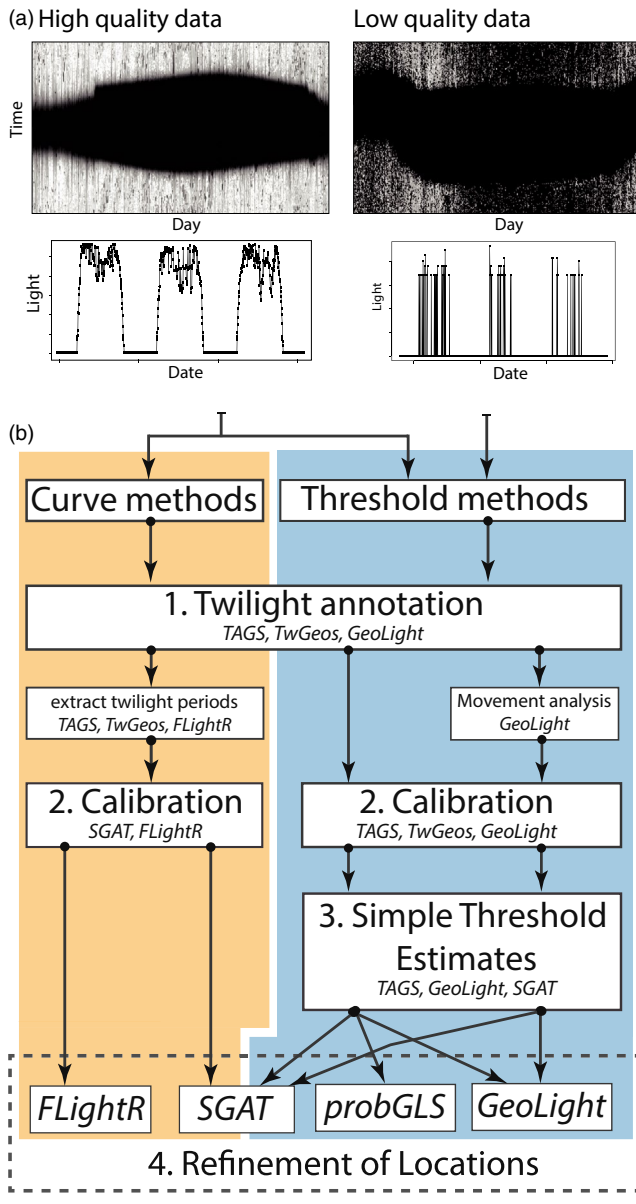 (a) High quality data
Low quality data
Time
Day
Day
Light
Date
Light
Date
(b)
Curve methods
Threshold methods
1. Twilight annotation
TAGS, TwGeos, GeoLight
extract twilight periods
TAGS, TwGeos, FLightR
Movement analysis
GeoLight
2. Calibration
SGAT, FLightR
2. Calibration
TAGS, TwGeos, GeoLight
3. Simple Threshold
Estimates
TAGS, GeoLight, SGAT
FLightR
SGAT
probGLS
GeoLight
4. Refinement of Locations